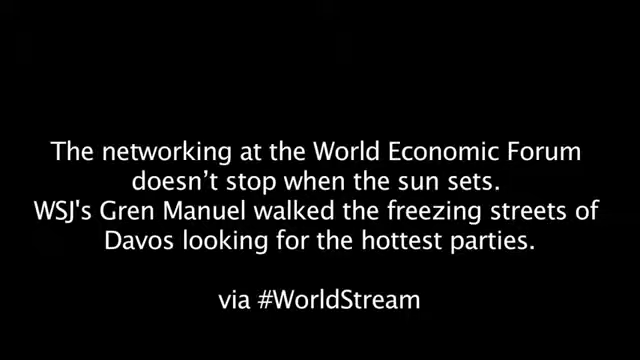 The networking at the World Economic Forum
doesn’t stop when the sun sets.
WSJ's Gren Manuel walked the freezing streets of
Davos looking for the hottest parties.
via #WorldStream